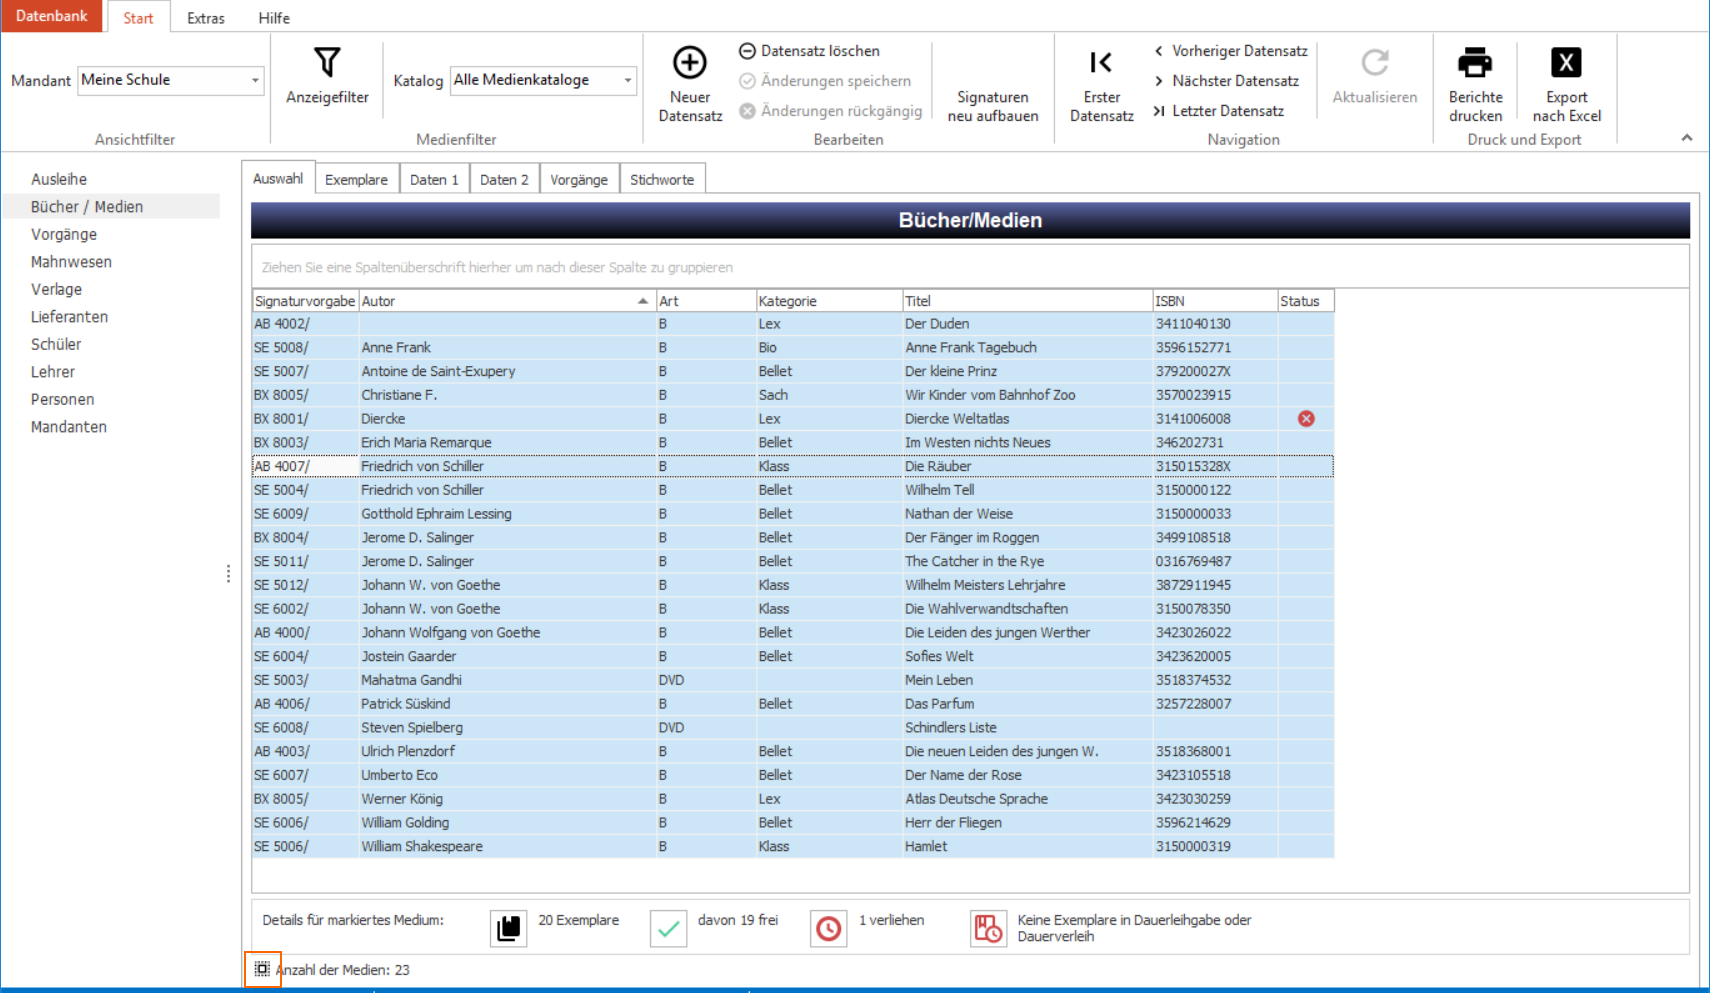 Datenbank Start Extras Hilfe
Mandant Meine Schule
Ansichtfilter
Anzeigefilter
Katalog Alle Medienkataloge
Medienfilter
Neuer
Datensatz
Datensatz löschen
Änderungen speichern
Änderungen rückgängig
Signaturen
neu aufbauen
Bearbeiten
Erster
Datensatz
Vorheriger Datensatz
Nächster Datensatz
Letzter Datensatz
Navigation
Aktualisieren
Berichte
drucken
X
Export
nach Excel
Druck und Export
Ausleihe
Bücher / Medien
Vorgänge
Mahnwesen
Verlage
Lieferanten
Schüler
Lehrer
Personen
Mandanten
Auswahl Exemplare Daten 1 Daten 2 Vorgänge Stichworte
Bücher/Medien
Ziehen Sie eine Spaltenüberschrift hierher um nach dieser Spalte zu gruppieren
Signaturvorgabe Autor Art Kategorie Titel ISBN Status
AB 4002/ B Lex Der Duden 3411040130
SE 5008/ Anne Frank B Bio Anne Frank Tagebuch 3596152771
SE 5007/ Antoine de Saint-Exupery B Bellet Der kleine Prinz 379200027X
BX 8005/ Christiane F. B Sach Wir Kinder vom Bahnhof Zoo 3570023915
BX 8001/ Diercke B Lex Diercke Weltatlas 3141006008
BX 8003/ Erich Maria Remarque B Bellet Im Westen nichts Neues 346202731
AB 4007/ Friedrich von Schiller B Klass Die Räuber 315015328X
SE 5004/ Friedrich von Schiller B Bellet Wilhelm Tell 3150000122
SE 6009/ Gotthold Ephraim Lessing B Bellet Nathan der Weise 3150000033
BX 8004/ Jerome D. Salinger B Bellet Der Fänger im Roggen 3499108518
SE 5011/ Jerome D. Salinger B Bellet The Catcher in the Rye 0316769487
SE 5012/ Johann W. von Goethe B Klass Wilhelm Meisters Lehrjahre 3872911945
SE 6002/ Johann W. von Goethe B Klass Die Wahlverwandtschaften 3150078350
AB 4000/ Johann Wolfgang von Goethe B Bellet Die Leiden des jungen Werther 3423026022
SE 6004/ Jostein Gaarder B Bellet Sofies Welt 3423620005
SE 5003/ Mahatma Gandhi DVD Mein Leben 3518374532
AB 4006/ Patrick Süskind B Bellet Das Parfum 3257228007
SE 6008/ Steven Spielberg DVD Schindlers Liste
AB 4003/ Ulrich Plenzdorf B Bellet Die neuen Leiden des jungen W. 3518368001
SE 6007/ Umberto Eco B Bellet Der Name der Rose 3423105518
BX 8005/ Werner König B Lex Atlas Deutsche Sprache 3423030259
SE 6006/ William Golding B Bellet Herr der Fliegen 3596214629
SE 5006/ William Shakespeare B Klass Hamlet 3150000319
Details für markiertes Medium: 20 Exemplare davon 19 frei 1 verliehen Keine Exemplare in Dauerleihgabe oder
Dauerverleih
Anzahl der Medien: 23